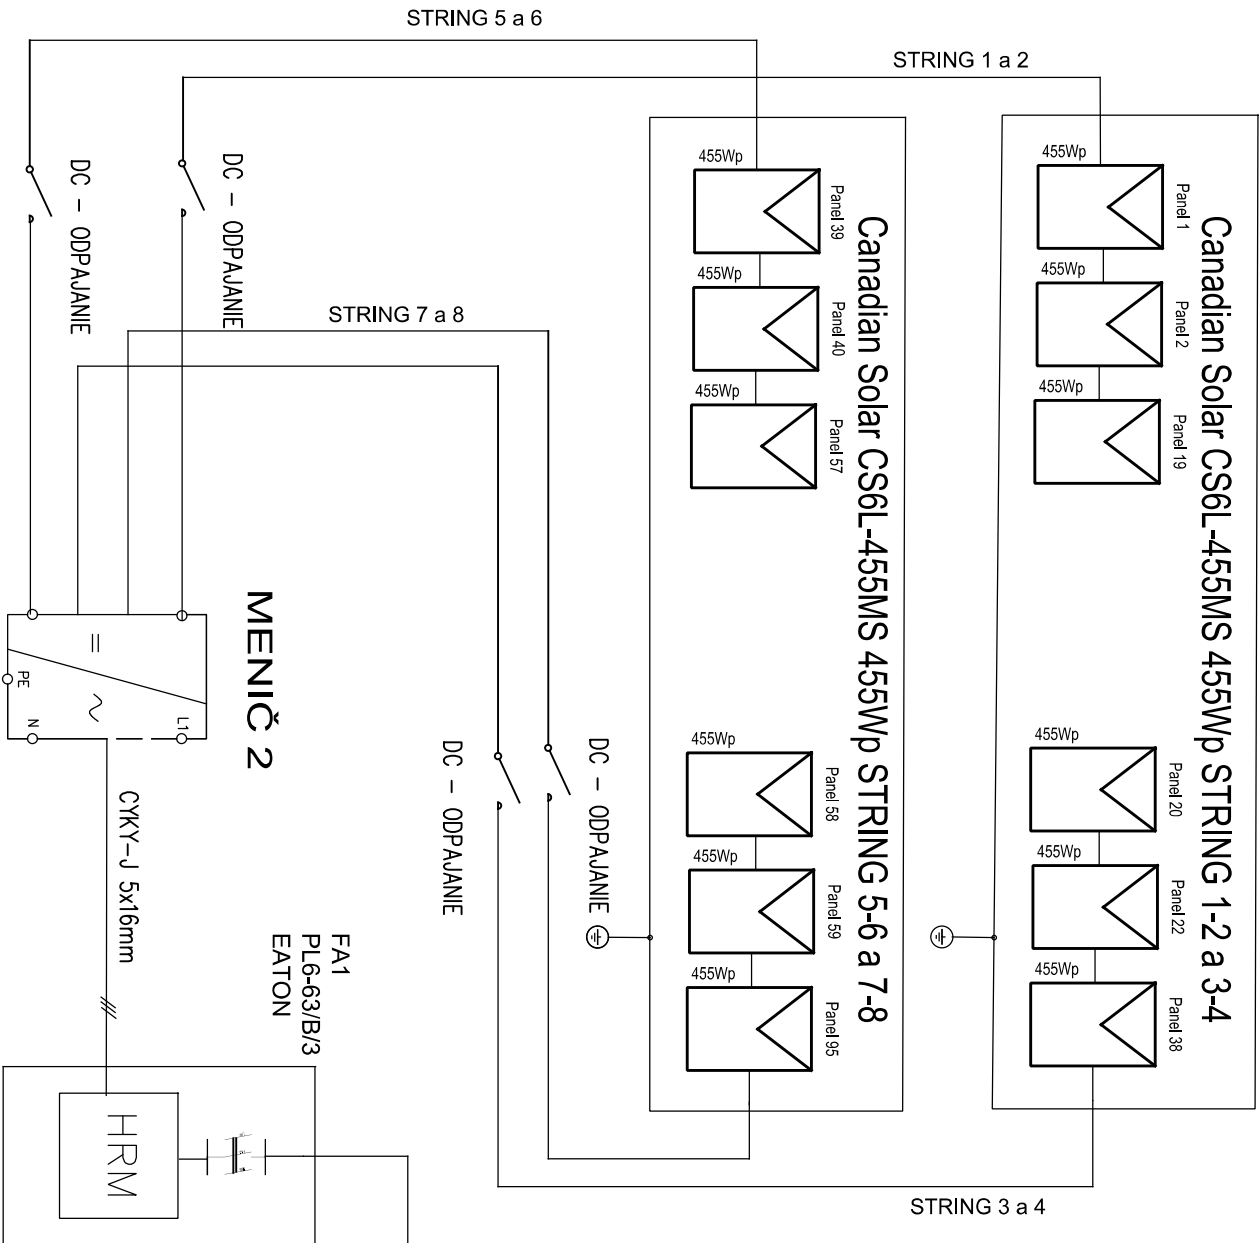 STRING 5 a 6
STRING 1 a 2
455Wp
Panel 39
455Wp
Panel 40
455Wp
Panel 57
455Wp
Panel 58
455Wp
Panel 59
455Wp
Panel 95
Canadian Solar CS6L-455MS 455Wp STRING 5-6 a 7-8
455Wp
Panel 1
455Wp
Panel 2
455Wp
Panel 19
455Wp
Panel 20
455Wp
Panel 22
455Wp
Panel 38
Canadian Solar CS6L-455MS 455Wp STRING 1-2 a 3-4
DC - ODPAJANIE
DC - ODPAJANIE
STRING 7 a 8
MENIČ 2
=
~
PE
N
L1
DC - ODPAJANIE
DC - ODPAJANIE
CYKY-J 5x16mm
FA1
PL6-63/B/3
EATON
HRM
STRING 3 a 4